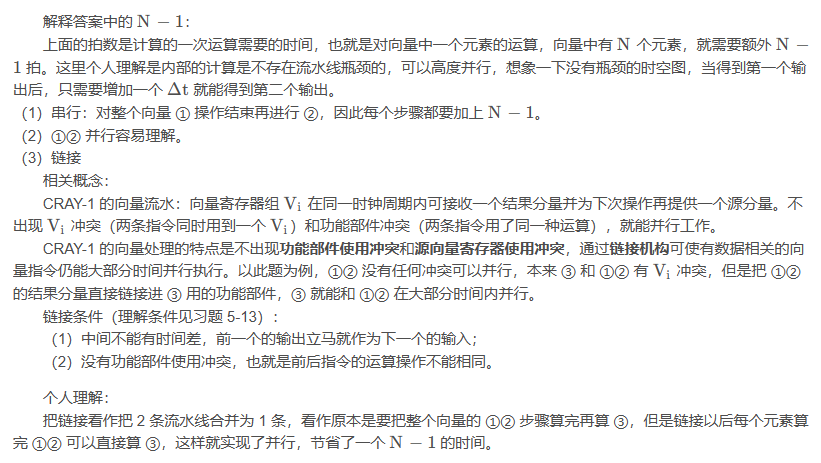 解释答案中的 N − 1：
上面的拍数是计算的一次运算需要的时间，也就是对向量中一个元素的运算，向量中有 N 个元素，就需要额外 N −
1 拍。这里个人理解是内部的计算是不存在流水线瓶颈的，可以高度并行，想象一下没有瓶颈的时空图，当得到第一个输
出后，只需要增加一个 Δt 就能得到第二个输出。
（1）串行：对整个向量 ① 操作结束再进行 ②，因此每个步骤都要加上 N − 1。
（2）①② 并行容易理解。
（3）链接
相关概念：
CRAY-1 的向量流水：向量寄存器组 Vi 在同一时钟周期内可接收一个结果分量并为下次操作再提供一个源分量。不
出现 Vi 冲突（两条指令同时用到一个 Vi）和功能部件冲突（两条指令用了同一种运算），就能并行工作。
CRAY-1 的向量处理的特点是不出现功能部件使用冲突和源向量寄存器使用冲突，通过链接机构可使有数据相关的向
量指令仍能大部分时间并行执行。以此题为例，①② 没有任何冲突可以并行，本来 ③ 和 ①② 有 Vi 冲突，但是把 ①②
的结果分量直接链接进 ③ 用的功能部件，③ 就能和 ①② 在大部分时间内并行。
链接条件（理解条件见习题 5-13）：
（1）中间不能有时间差，前一个的输出立马就作为下一个的输入；
（2）没有功能部件使用冲突，也就是前后指令的运算操作不能相同。
个人理解：
把链接看作把 2 条流水线合并为 1 条，看作原本是要把整个向量的 ①② 步骤算完再算 ③，但是链接以后每个元素算
完 ①② 可以直接算 ③，这样就实现了并行，节省了一个 N − 1 的时间。